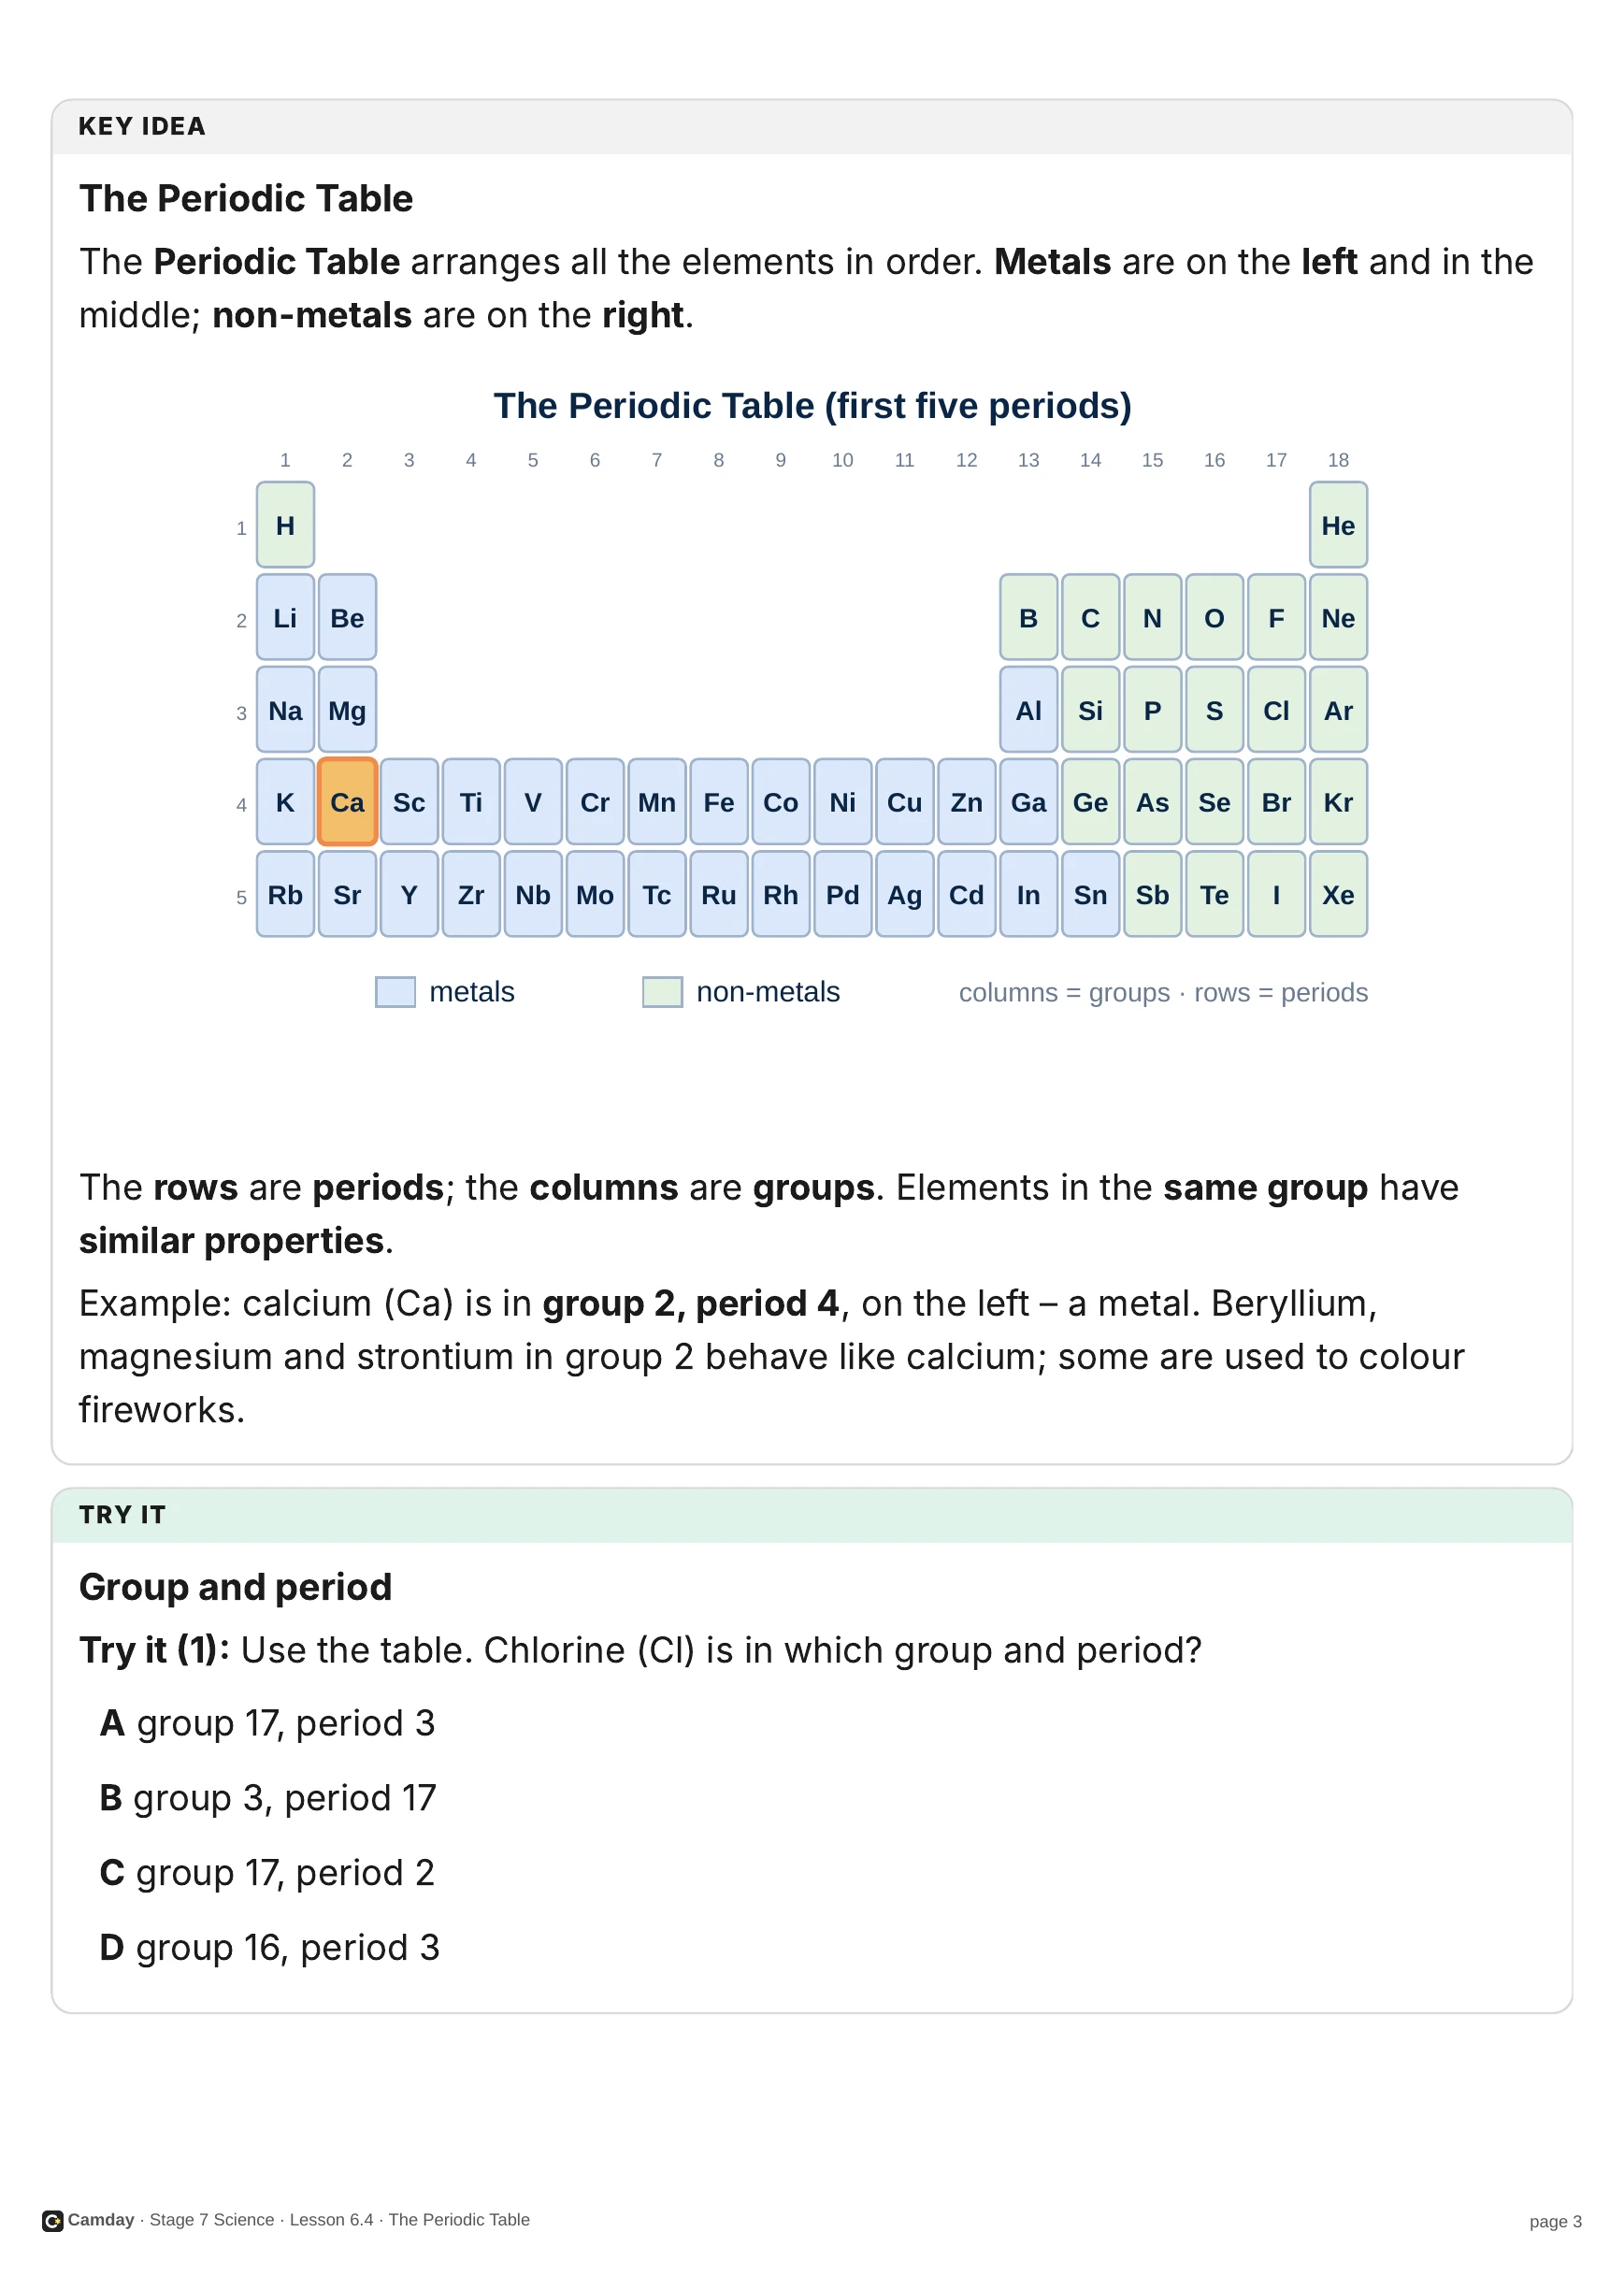 KEY IDEA
The Periodic Table
The Periodic Table arranges all the elements in order. Metals are on the left and in the
middle; non-metals are on the right.
The Periodic Table (first five periods)
1 2 3 4 5 6 7 8 9 10 11 12 13 14 15 16 17 18
1 H He
2 Li Be B C N O F Ne
3 Na Mg Al Si P S Cl Ar
4 K Ca Sc Ti V Cr Mn Fe Co Ni Cu Zn Ga Ge As Se Br Kr
5 Rb Sr Y Zr Nb Mo Tc Ru Rh Pd Ag Cd In Sn Sb Te I Xe
metals non-metals columns = groups · rows = periods
The rows are periods; the columns are groups. Elements in the same group have
similar properties.
Example: calcium (Ca) is in group 2, period 4, on the left – a metal. Beryllium,
magnesium and strontium in group 2 behave like calcium; some are used to colour
fireworks.
TRY IT
Group and period
Try it (1): Use the table. Chlorine (Cl) is in which group and period?
A group 17, period 3
B group 3, period 17
C group 17, period 2
D group 16, period 3
Camday · Stage 7 Science · Lesson 6.4 · The Periodic Table page 3